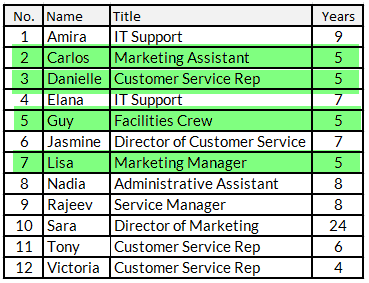 No. Name Title Years
1 Amira IT Support 9
2 Carlos Marketing Assistant 5
3 Danielle Customer Service Rep 5
4 Elana IT Support 7
5 Guy Facilities Crew 5
6 Jasmine Director of Customer Service 7
7 Lisa Marketing Manager 5
8 Nadia Administrative Assistant 8
9 Rajeev Service Manager 8
10 Sara Director of Marketing 24
11 Tony Customer Service Rep 6
12 Victoria Customer Service Rep 4